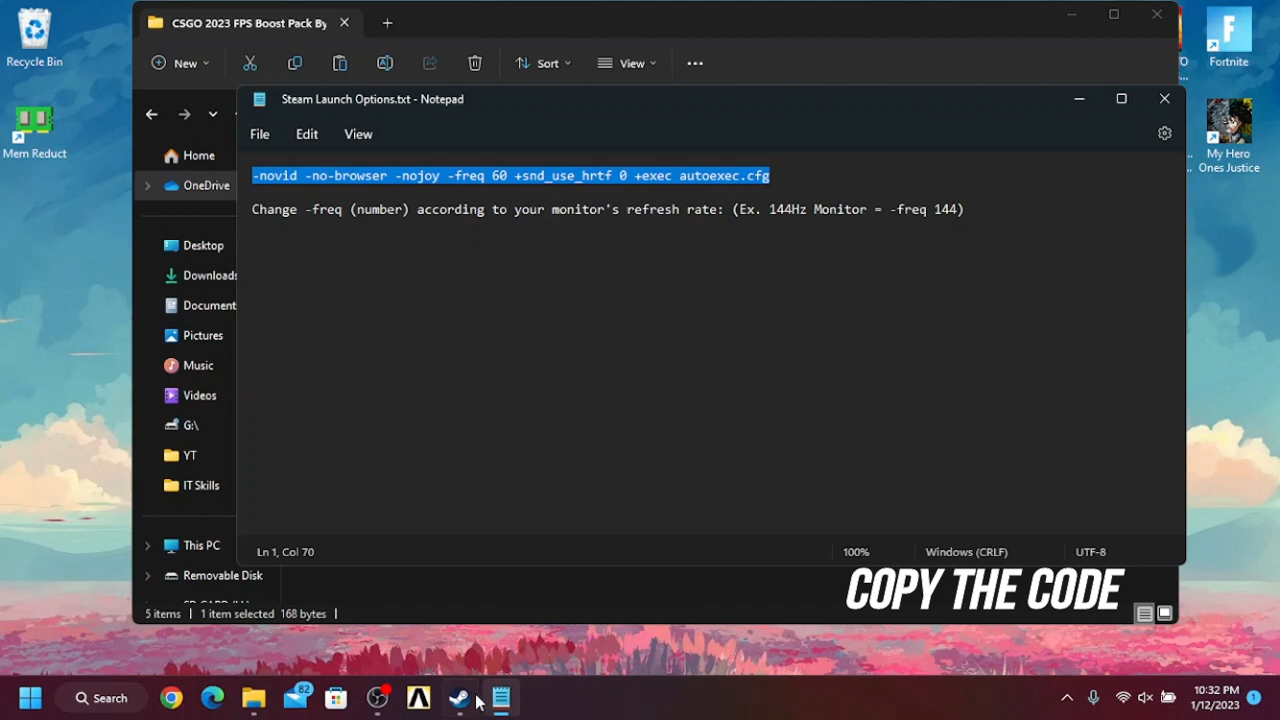 CSGO 2023 FPS Boost Pack By
Recycle Bin
Fortnite
New
Sort
View
Steam Launch Options.txt - Notepad
File
Edit
View
Mem Reduct
My Hero
Ones Justice
Home
OneDrive
-novid -no-browser -nojoy -freq 60 +snd_use_hrtf 0 +exec autoexec.cfg
Change -freq (number) according to your monitor's refresh rate: (Ex. 144Hz Monitor = -freq 144)
Desktop
Downloads
Document
Pictures
Music
Videos
G:\
YT
IT Skills
This PC
Removable Disk
Ln 1, Col 70
100%
Windows (CRLF)
UTF-8
COPY THE CODE
5 items
1 item selected 168 bytes
Search
82
10:32 PM
1/12/2023
1